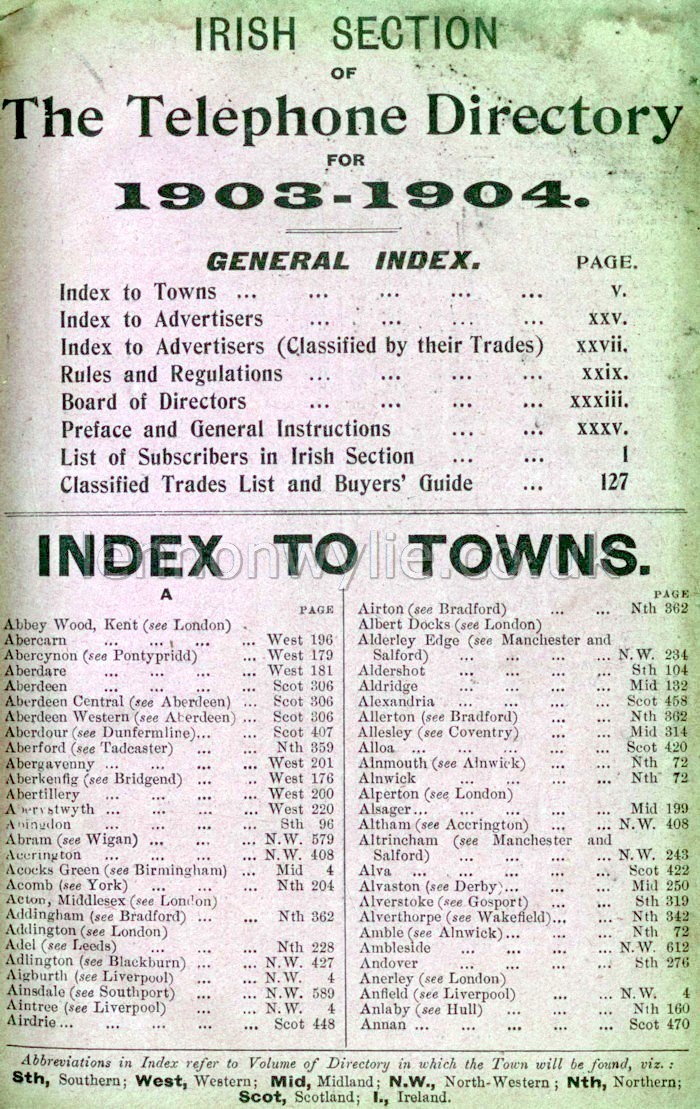 IRISH SECTION
OF
The Telephone Directory
FOR
1903-1904.
GENERAL INDEX. PAGE.
Index to Towns ... ... ... ... ... v.
Index to Advertisers ... ... ... ... xxv.
Index to Advertisers (Classified by their Trades) xxvii.
Rules and Regulations ... ... ... ... xxix.
Board of Directors ... ... ... ... xxxiii.
Preface and General Instructions ... ... xxxv.
List of Subscribers in Irish Section ... ... 1
Classified Trades List and Buyers' Guide ... 127
INDEX TO TOWNS.
A
PAGE
Abbey Wood, Kent (see London)
Abercarn ... ... ... ... West 196
Abercynon (see Pontypridd) ... West 179
Aberdare ... ... ... ... West 181
Aberdeen ... ... ... ... Scot 306
Aberdeen Central (see Aberdeen) ... Scot 306
Aberdeen Western (see Aberdeen) ... Scot 306
Aberdour (see Dunfermline)... ... Scot 407
Aberford (see Tadcaster) ... ... Nth 359
Abergavenny ... ... ... ... West 201
Aberkenfig (see Bridgend) ... ... West 176
Abertillery ... ... ... ... West 200
Aberystwyth ... ... ... ... West 220
Abingdon ... ... ... ... Sth 96
Abram (see Wigan) ... ... ... N.W. 579
Accrington ... ... ... ... N.W. 408
Acocks Green (see Birmingham) ... Mid 4
Acomb (see York) ... ... ... Nth 204
Acton, Middlesex (see London)
Addingham (see Bradford) ... ... Nth 362
Addington (see London)
Adel (see Leeds) ... ... ... Nth 228
Adlington (see Blackburn) ... ... N.W. 427
Aigburth (see Liverpool) ... ... N.W. 4
Ainsdale (see Southport) ... ... N.W. 589
Aintree (see Liverpool) ... ... N.W. 4
Airdrie... ... ... ... ... Scot 448
PAGE
Airton (see Bradford) ... ... Nth 362
Albert Docks (see London)
Alderley Edge (see Manchester and
Salford) ... ... ... ... N.W. 234
Aldershot ... ... ... ... Sth 104
Aldridge ... ... ... ... Mid 132
Alexandria ... ... ... ... Scot 458
Allerton (see Bradford) ... ... Nth 362
Allesley (see Coventry) ... ... Mid 314
Alloa ... ... ... ... ... Scot 420
Alnmouth (see Alnwick) ... ... Nth 72
Alnwick ... ... ... ... Nth 72
Alperton (see London)
Alsager... ... ... ... ... Mid 199
Altham (see Accrington) ... ... N.W. 408
Altrincham (see Manchester and
Salford) ... ... ... ... N.W. 243
Alva ... ... ... ... ... Scot 422
Alvaston (see Derby)... ... ... Mid 250
Alverstoke (see Gosport) ... ... Sth 319
Alverthorpe (see Wakefield)... ... Nth 342
Amble (see Alnwick)... ... ... Nth 72
Ambleside ... ... ... ... N.W. 612
Andover ... ... ... ... Sth 276
Anerley (see London)
Anfield (see Liverpool) ... ... N.W. 4
Anlaby (see Hull) ... ... ... Nth 160
Annan ... ... ... ... ... Scot 470
Abbreviations in Index refer to Volume of Directory in which the Town will be found, viz. :
Sth, Southern; West, Western; Mid, Midland; N.W., North-Western; Nth, Northern;
Scot, Scotland; I., Ireland.